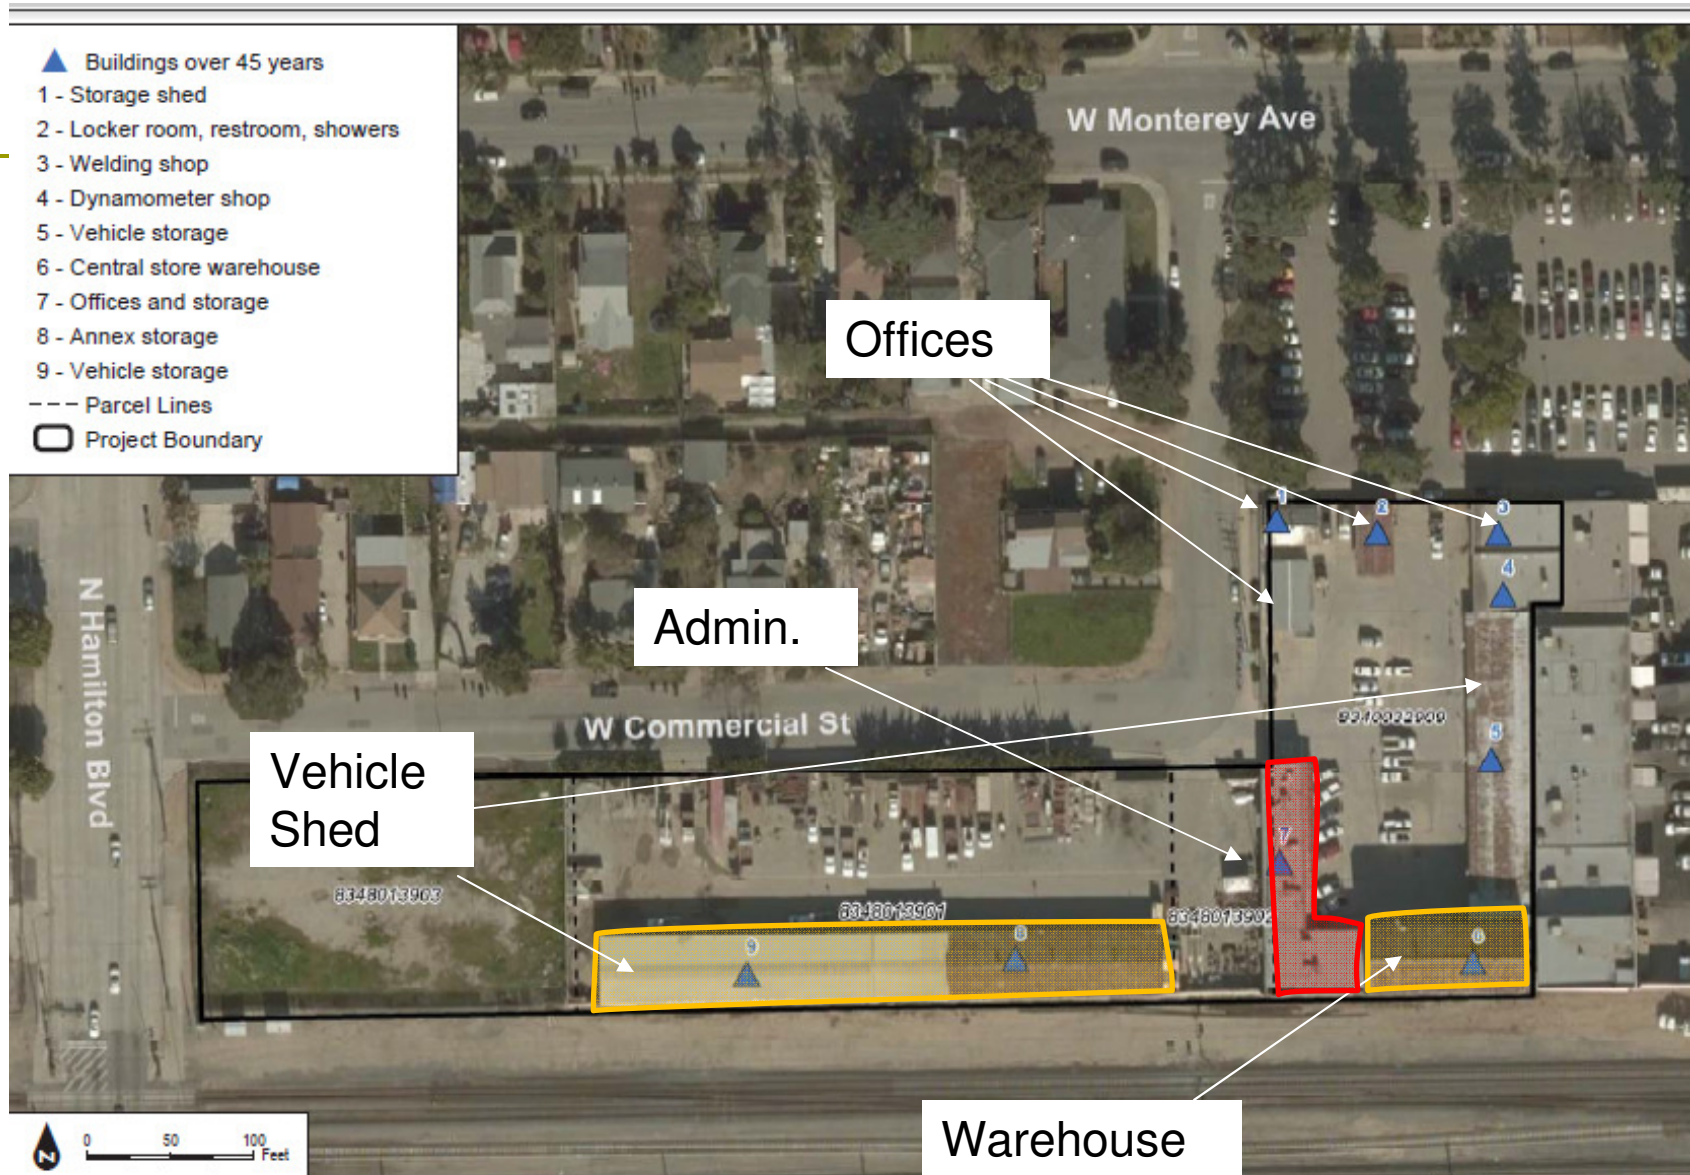 Buildings over 45 years
1 - Storage shed
2 - Locker room, restroom, showers
3 - Welding shop
4 - Dynamometer shop
5 - Vehicle storage
6 - Central store warehouse
7 - Offices and storage
8 - Annex storage
9 - Vehicle storage
Parcel Lines
Project Boundary
W Monterey Ave
Offices
1
2
3
4
Admin.
N Hamilton Blvd
W Commercial St
5
Vehicle
Shed
7
8348013903
8348013901
9
8
6
Warehouse
N
0 50 100
Feet